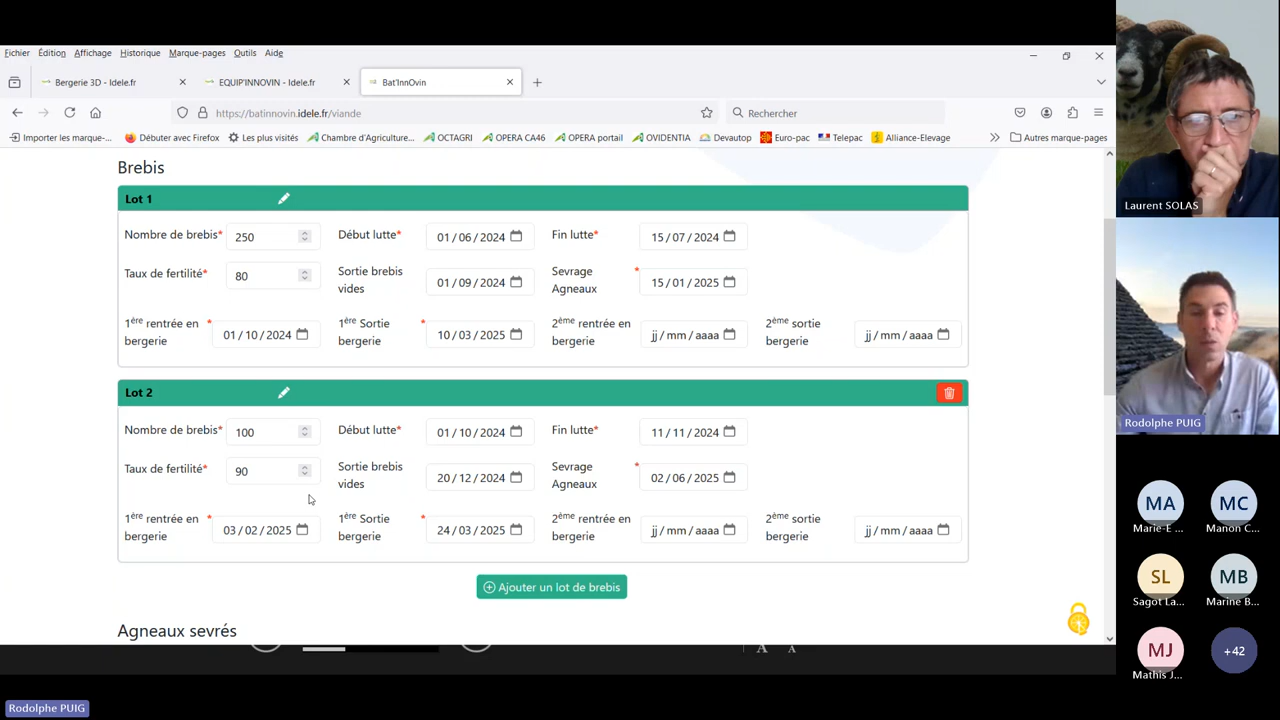 Fichier Édition Affichage Historique Marque-pages Outils Aide
Bergerie 3D - Idele.fr
EQUIP'INNOVIN - Idele.fr
Bat'InnOvin
https://batinnovin.idele.fr/viande
Rechercher
Importer les marque-...
Débuter avec Firefox
Les plus visités
Chambre d'Agriculture...
OCTAGRI
OPERA CA46
OPERA portail
OVIDENTIA
Devautop
Euro-pac
Telepac
Alliance-Elevage
Autres marque-pages
Brebis
Lot 1
Nombre de brebis* 250 Début lutte* 01/06/2024 Fin lutte* 15/07/2024
Taux de fertilité* 80 Sortie brebis vides 01/09/2024 Sevrage Agneaux * 15/01/2025
1ère rentrée en bergerie * 01/10/2024 1ère Sortie bergerie * 10/03/2025 2ème rentrée en bergerie jj/mm/aaaa 2ème sortie bergerie jj/mm/aaaa
Lot 2
Nombre de brebis* 100 Début lutte* 01/10/2024 Fin lutte* 11/11/2024
Taux de fertilité* 90 Sortie brebis vides 20/12/2024 Sevrage Agneaux * 02/06/2025
1ère rentrée en bergerie * 03/02/2025 1ère Sortie bergerie * 24/03/2025 2ème rentrée en bergerie jj/mm/aaaa 2ème sortie bergerie jj/mm/aaaa
Ajouter un lot de brebis
Agneaux sevrés
A A
Rodolphe PUIG
Laurent SOLAS
Rodolphe PUIG
MA MC
Marie-E ... Manon C...
SL MB
Sagot La... Marine B...
MJ +42
Mathis J...